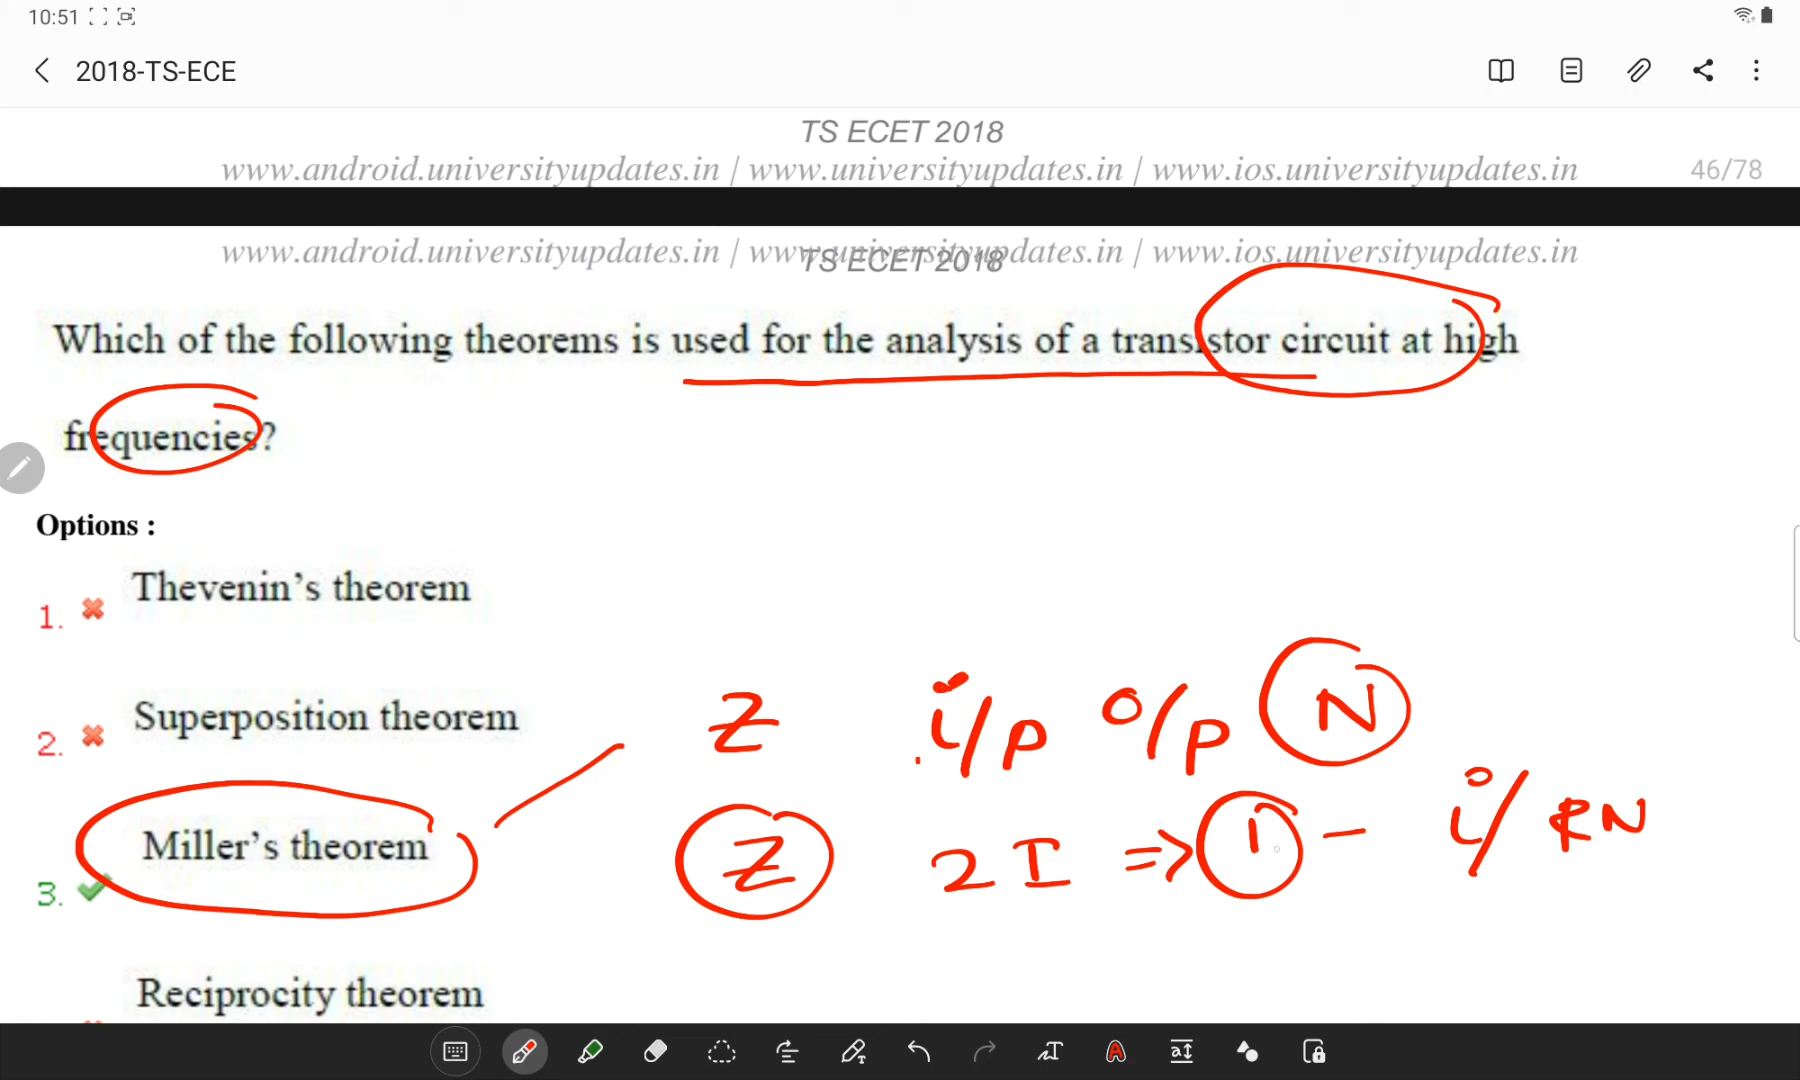 10:51
2018-TS-ECE
TS ECET 2018
www.android.universityupdates.in | www.universityupdates.in | www.ios.universityupdates.in
46/78
www.android.universityupdates.in | www.universityupdates.in | www.ios.universityupdates.in
TS ECET 2018
Which of the following theorems is used for the analysis of a transistor circuit at high
frequencies?
Options :
1. Thevenin's theorem
2. Superposition theorem
Z i/p o/p N
3. Miller's theorem
Z 2 I => 1 - i/ RN
Reciprocity theorem